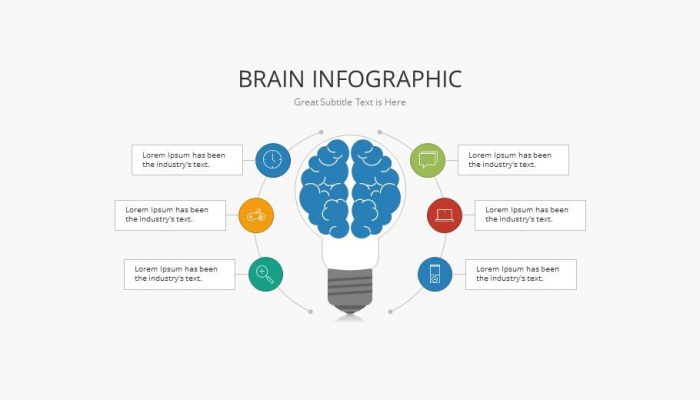 BRAIN INFOGRAPHIC
Great Subtitle Text is Here
Lorem Ipsum has been
the industry's text.
Lorem Ipsum has been
the industry's text.
Lorem Ipsum has been
the industry's text.
Lorem Ipsum has been
the industry's text.
Lorem Ipsum has been
the industry's text.
Lorem Ipsum has been
the industry's text.